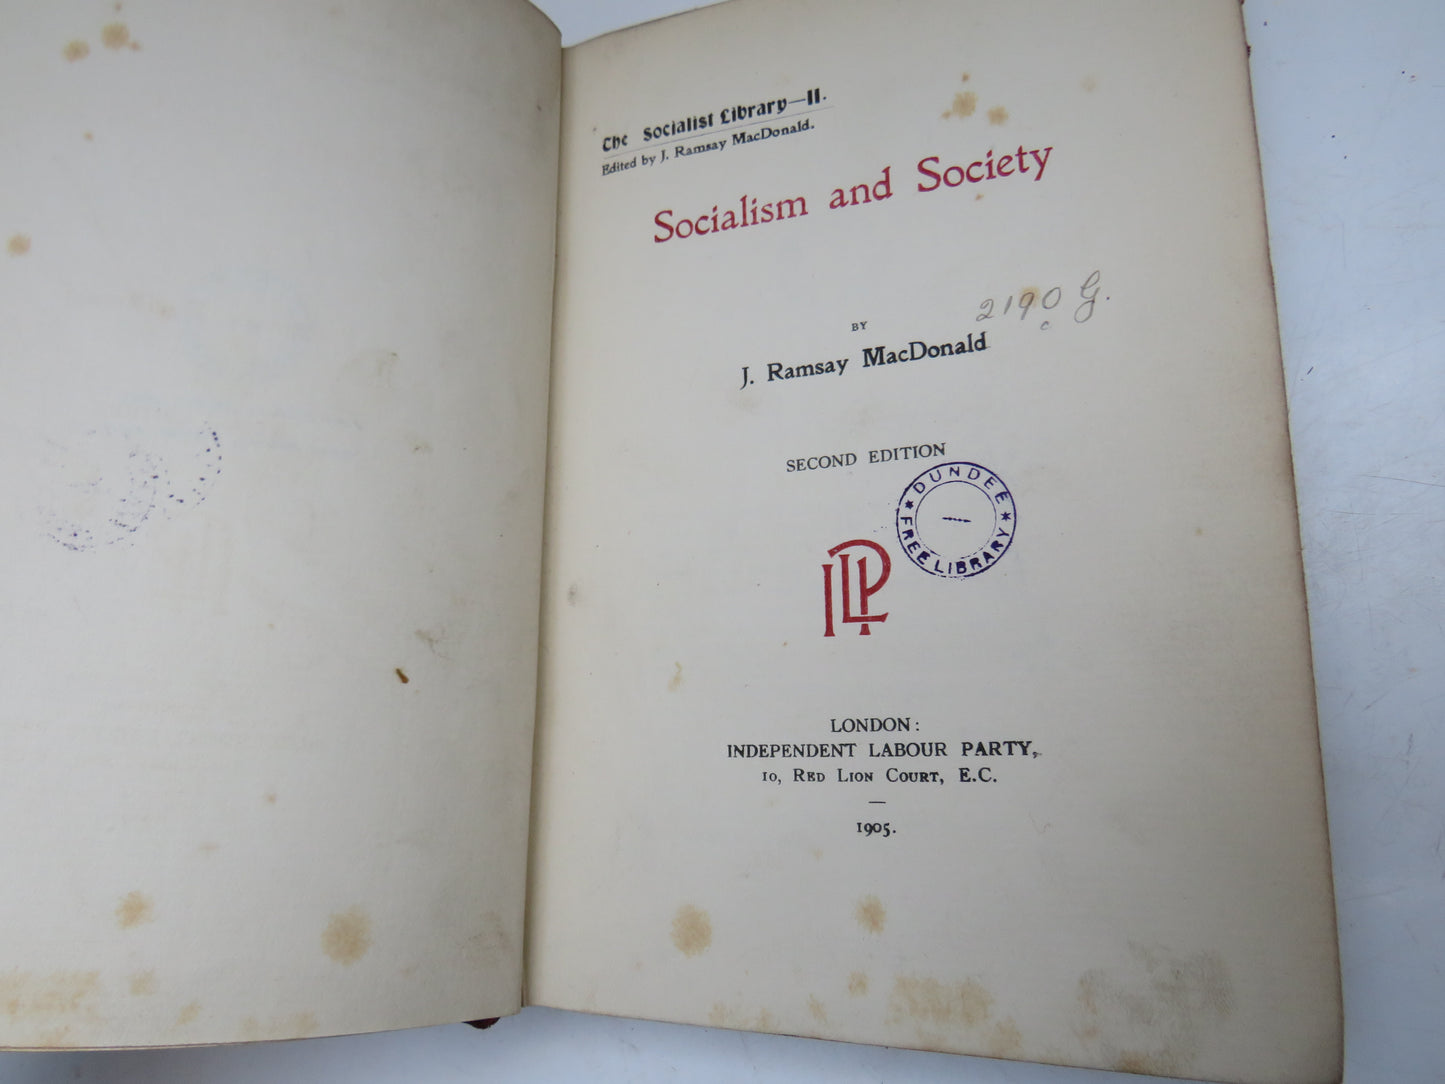 The Socialist Library—II.
Edited by J. Ramsay MacDonald.
Socialism and Society
2190 G.
BY
J. Ramsay MacDonald
SECOND EDITION
DUNDEE
* FREE LIBRARY *
ILP
LONDON:
INDEPENDENT LABOUR PARTY,
10, RED LION COURT, E.C.
—
1905.